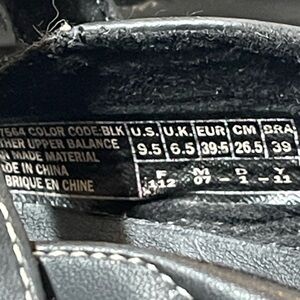 7564 COLOR CODE:BLK U.S. U.K. EUR CM BRA
THER UPPER BALANCE 9.5 6.5 39.5 26.5 39
MADE MATERIAL
DE IN CHINA F M D Y
BRIQUE EN CHINE 112 07 - 1 - 11